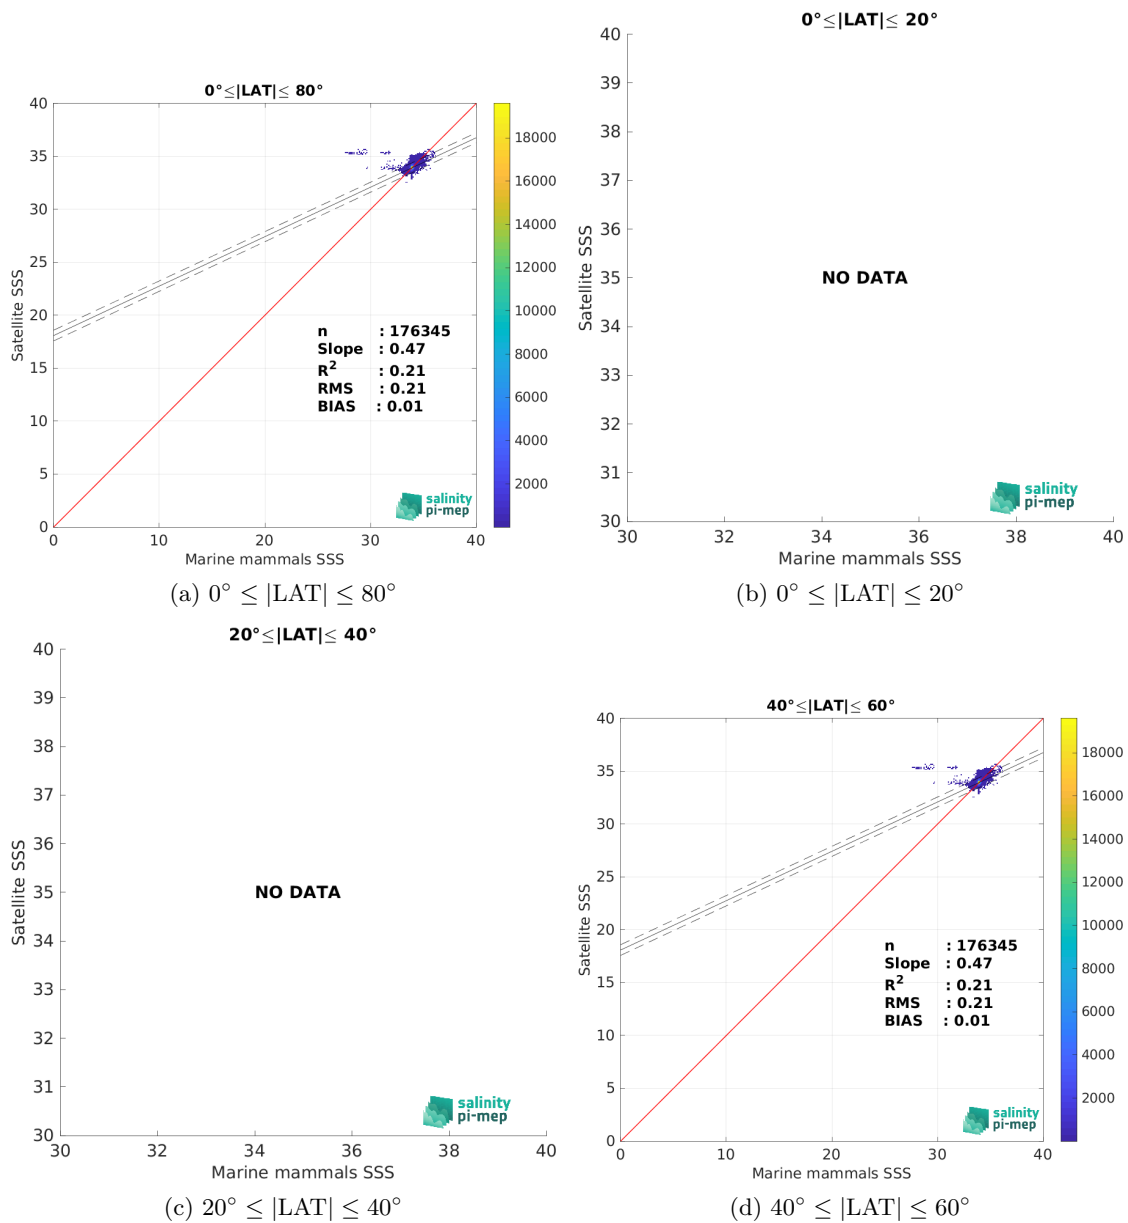 0°≤|LAT|≤ 80°
40
35
30
25
20
15
10
5
0
Satellite SSS
n : 176345
Slope : 0.47
R² : 0.21
RMS : 0.21
BIAS : 0.01
salinity
pi-mep
0 10 20 30 40
Marine mammals SSS
18000
16000
14000
12000
10000
8000
6000
4000
2000
(a) 0° ≤ |LAT| ≤ 80°
0°≤|LAT|≤ 20°
40
39
38
37
36
35
34
33
32
31
30
Satellite SSS
NO DATA
salinity
pi-mep
30 32 34 36 38 40
Marine mammals SSS
(b) 0° ≤ |LAT| ≤ 20°
20°≤|LAT|≤ 40°
40
39
38
37
36
35
34
33
32
31
30
Satellite SSS
NO DATA
salinity
pi-mep
30 32 34 36 38 40
Marine mammals SSS
(c) 20° ≤ |LAT| ≤ 40°
40°≤|LAT|≤ 60°
40
35
30
25
20
15
10
5
0
Satellite SSS
n : 176345
Slope : 0.47
R² : 0.21
RMS : 0.21
BIAS : 0.01
salinity
pi-mep
0 10 20 30 40
Marine mammals SSS
18000
16000
14000
12000
10000
8000
6000
4000
2000
(d) 40° ≤ |LAT| ≤ 60°